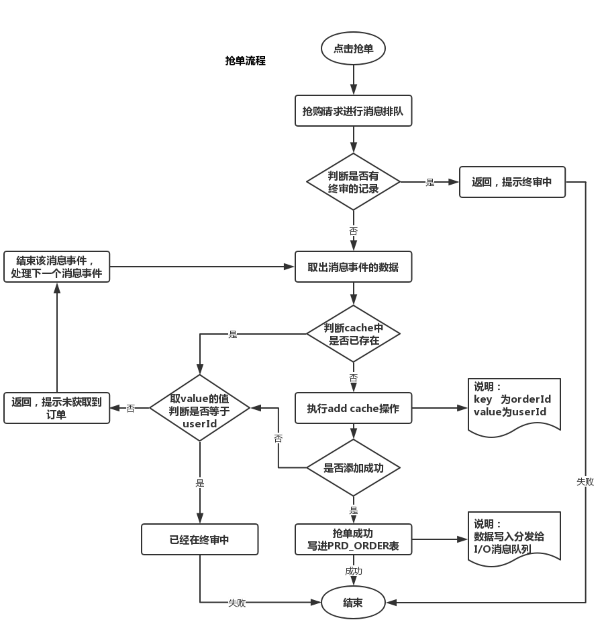 点击抢单
抢单流程
抢购请求进行消息排队
判断是否有
终审的记录
是
返回，提示终审中
否
结束该消息事件，
处理下一个消息事件
取出消息事件的数据
判断cache中
是否已存在
是
否
说明：
key 为orderId
value为userId
取value的值
判断是否等于
userId
返回，提示未获取到
订单
否
执行add cache操作
否
是否添加成功
失败
是
是
说明：
数据写入分发给
I/O消息队列
已经在终审中
抢单成功
写进PRD_ORDER表
成功
失败
结束